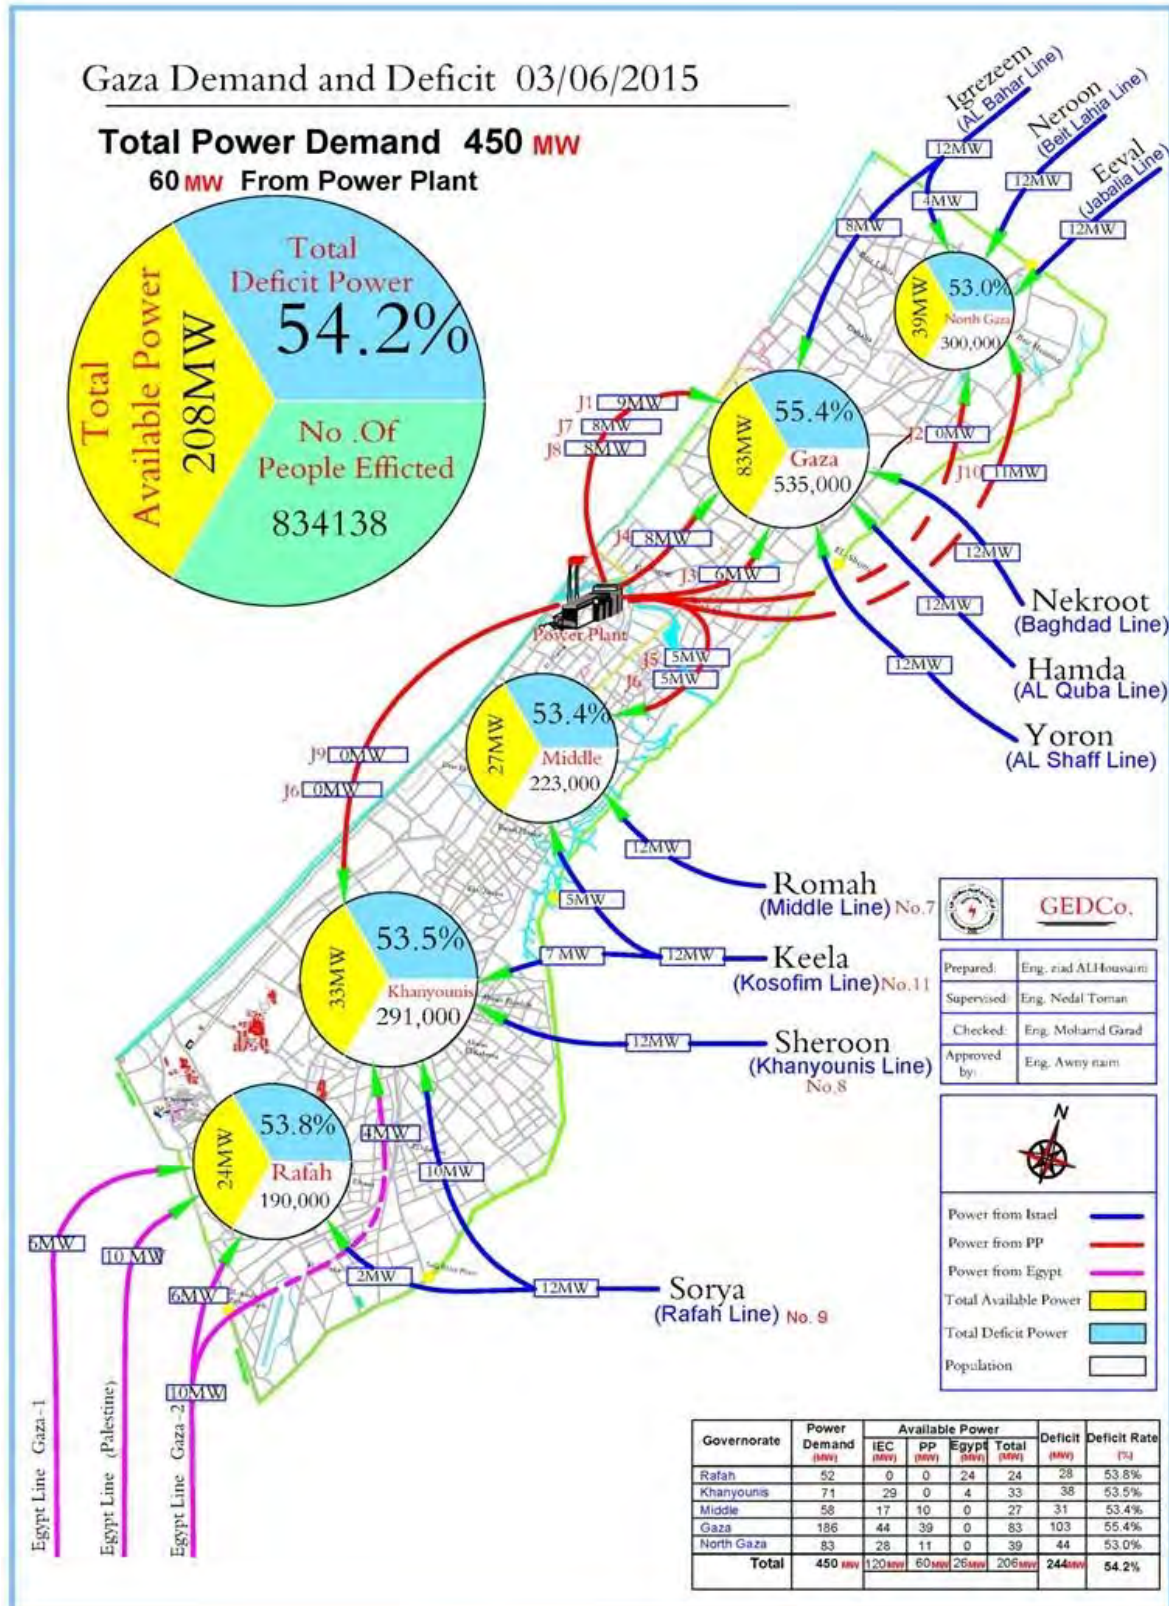 Gaza Demand and Deficit 03/06/2015
Total Power Demand 450 MW
60 MW From Power Plant
Total
Deficit Power
54.2%
Total
Available Power
208MW
No .Of
People Efficted
834138
Igrezeem
(AL Bahar Line)
Neroon
(Beit Lahia Line)
Eeval
(Jabalia Line)
12MW
12MW
12MW
4MW
8MW
53.0%
39MW
North Gaza
300,000
J1 9MW
J7 8MW
J8 8MW
55.4%
83MW
Gaza
535,000
J2 0MW
J10 11MW
J4 8MW
J3 6MW
12MW
Nekroot
(Baghdad Line)
12MW
Hamda
(AL Quba Line)
12MW
Yoron
(AL Shaff Line)
Power Plant
J5 5MW
J6 5MW
53.4%
27MW
Middle
223,000
J9 0MW
J6 0MW
12MW
Romah
(Middle Line) No.7
5MW
7 MW
12MW
Keela
(Kosofim Line) No.11
53.5%
33MW
Khanyounis
291,000
12MW
Sheroon
(Khanyounis Line)
No.8
53.8%
24MW
Rafah
190,000
4MW
10MW
2MW
12MW
Sorya
(Rafah Line) No. 9
10 MW
6MW
10MW
Egypt Line Gaza-1
Egypt Line (Palestine)
Egypt Line Gaza-2
GEDCo.
Prepared: Eng. ziad ALHoussaini
Supervised: Eng. Nedal Toman
Checked: Eng. Mohamd Garad
Approved by: Eng. Awny naim
N
Power from Israel
Power from PP
Power from Egypt
Total Available Power
Total Deficit Power
Population
Governorate Power Demand (MW) Available Power Deficit (MW) Deficit Rate (%)
IEC (MW) PP (MW) Egypt (MW) Total (MW)
Rafah 52 0 0 24 24 28 53.8%
Khanyounis 71 29 0 4 33 38 53.5%
Middle 58 17 10 0 27 31 53.4%
Gaza 186 44 39 0 83 103 55.4%
North Gaza 83 28 11 0 39 44 53.0%
Total 450 MW 120MW 60MW 26MW 206MW 244MW 54.2%